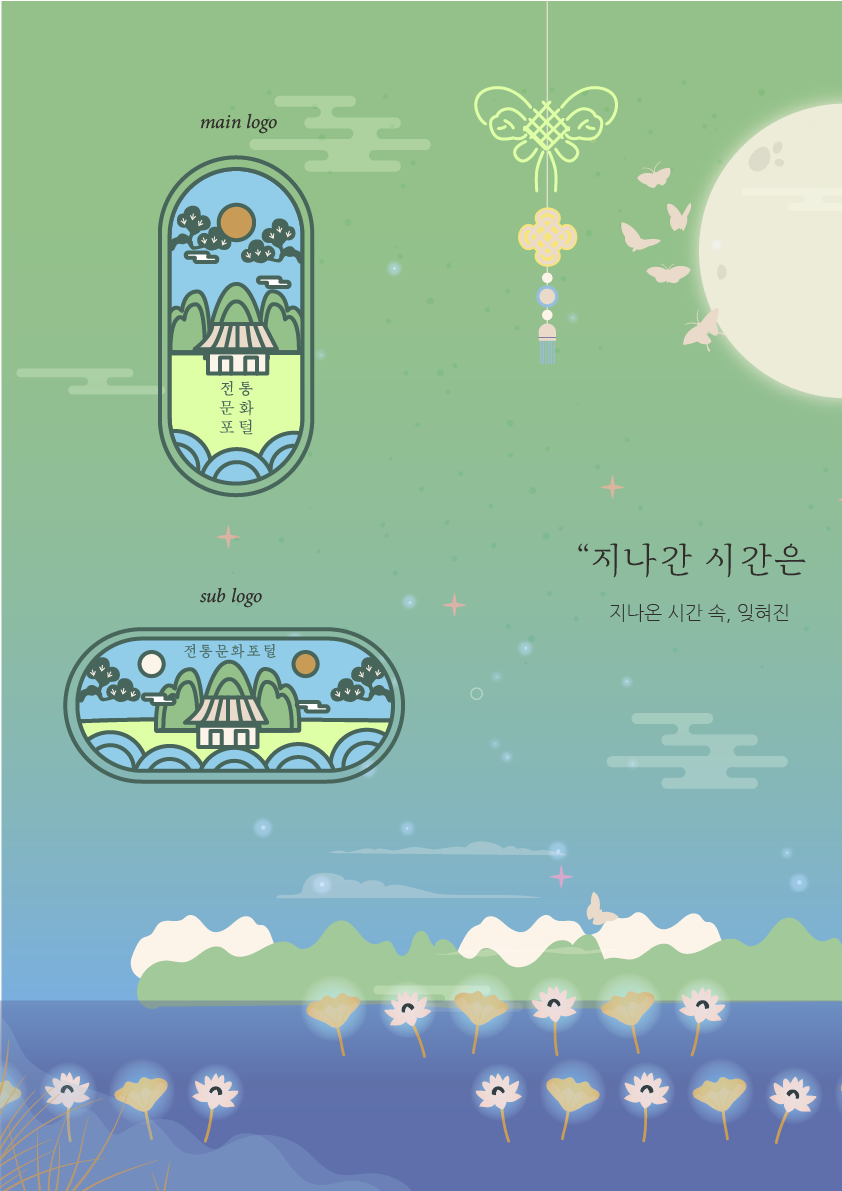 main logo
전통
문화
포털
“지나간 시간은
지나온 시간 속, 잊혀진
sub logo
전통문화포털